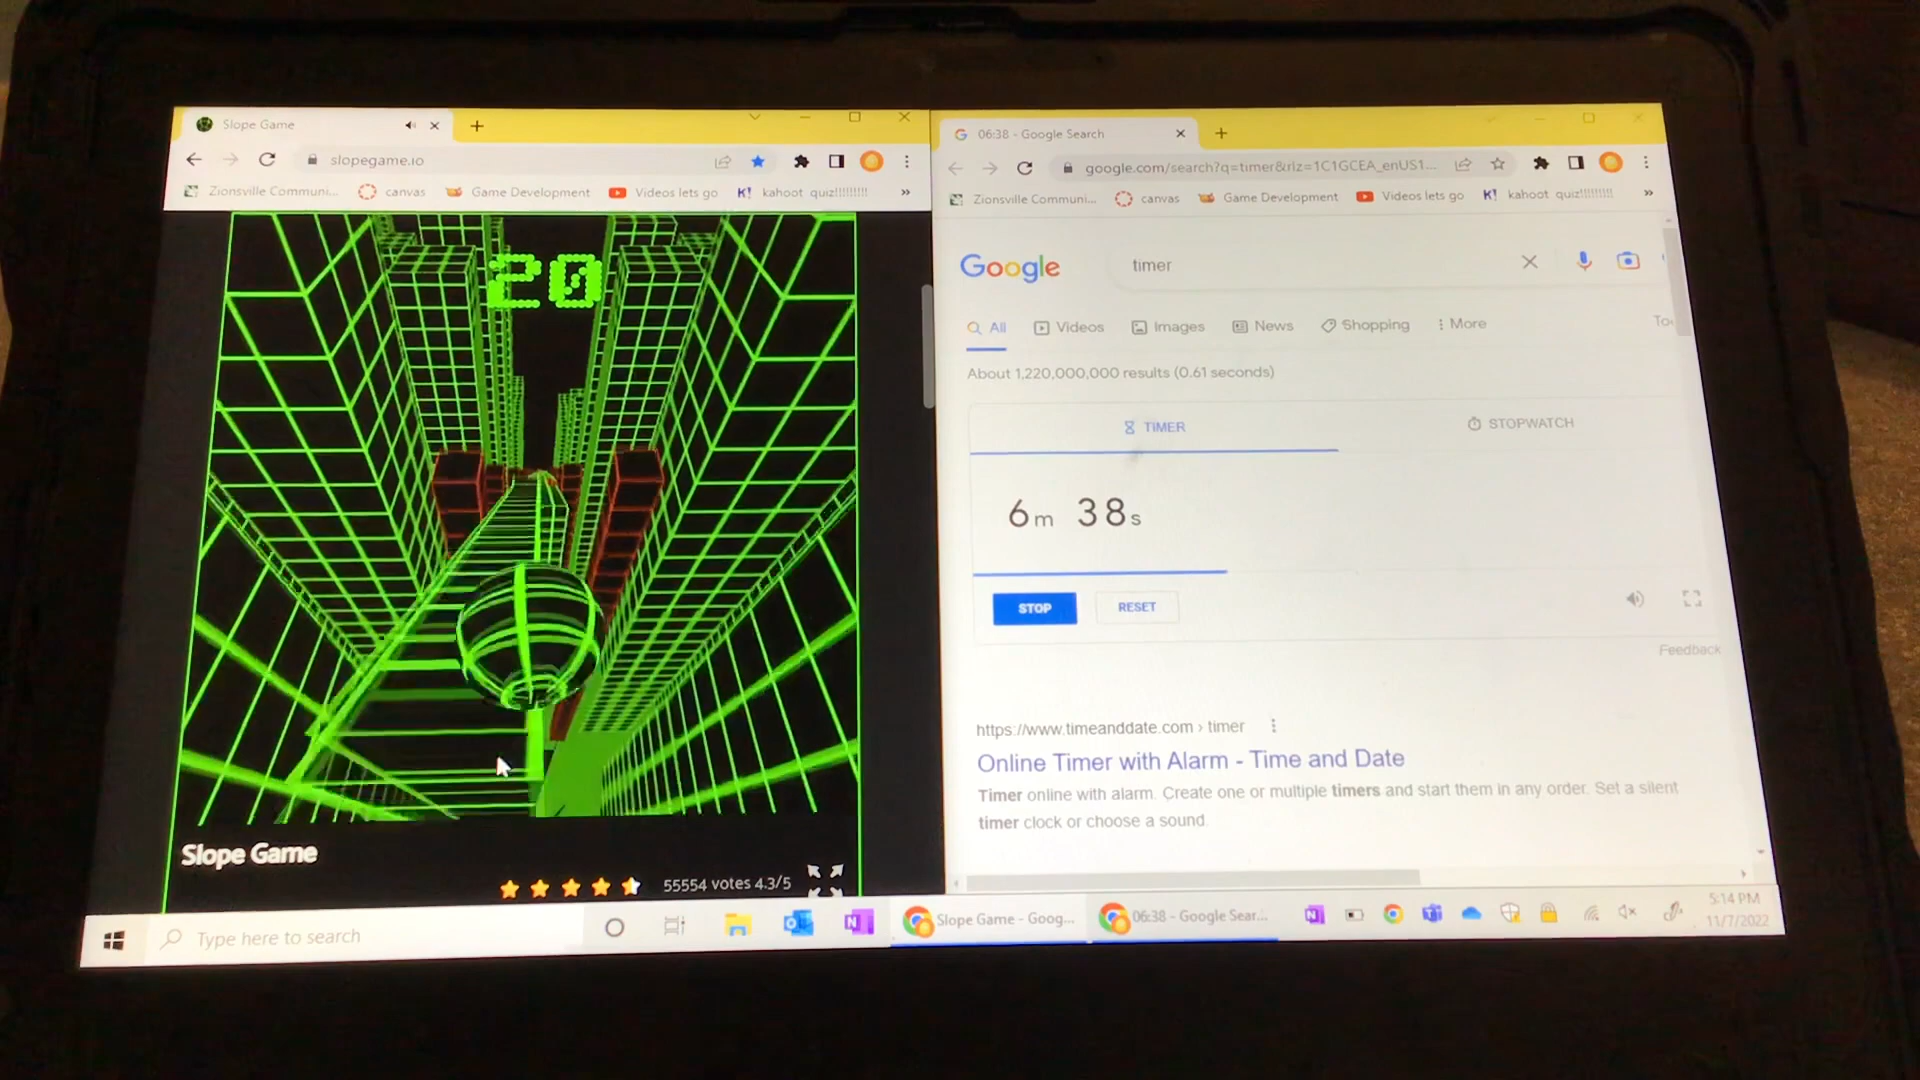 Slope Game
slopegame.io
Zionsville Communi... canvas Game Development Videos lets go K! kahoot quiz!!!!!!!!! »
20
Slope Game
55554 votes 4.3/5
06:38 - Google Search
google.com/search?q=timer&rlz=1C1GCEA_enUS1...
Zionsville Communi... canvas Game Development Videos lets go K! kahoot quiz!!!!!!!!! »
Google timer
All Videos Images News Shopping More
About 1,220,000,000 results (0.61 seconds)
TIMER STOPWATCH
6m 38s
STOP RESET
Feedback
https://www.timeanddate.com › timer
Online Timer with Alarm - Time and Date
Timer online with alarm. Create one or multiple timers and start them in any order. Set a silent
timer clock or choose a sound.
Type here to search
Slope Game - Goog...
06:38 - Google Sear...
5:14 PM
11/7/2022